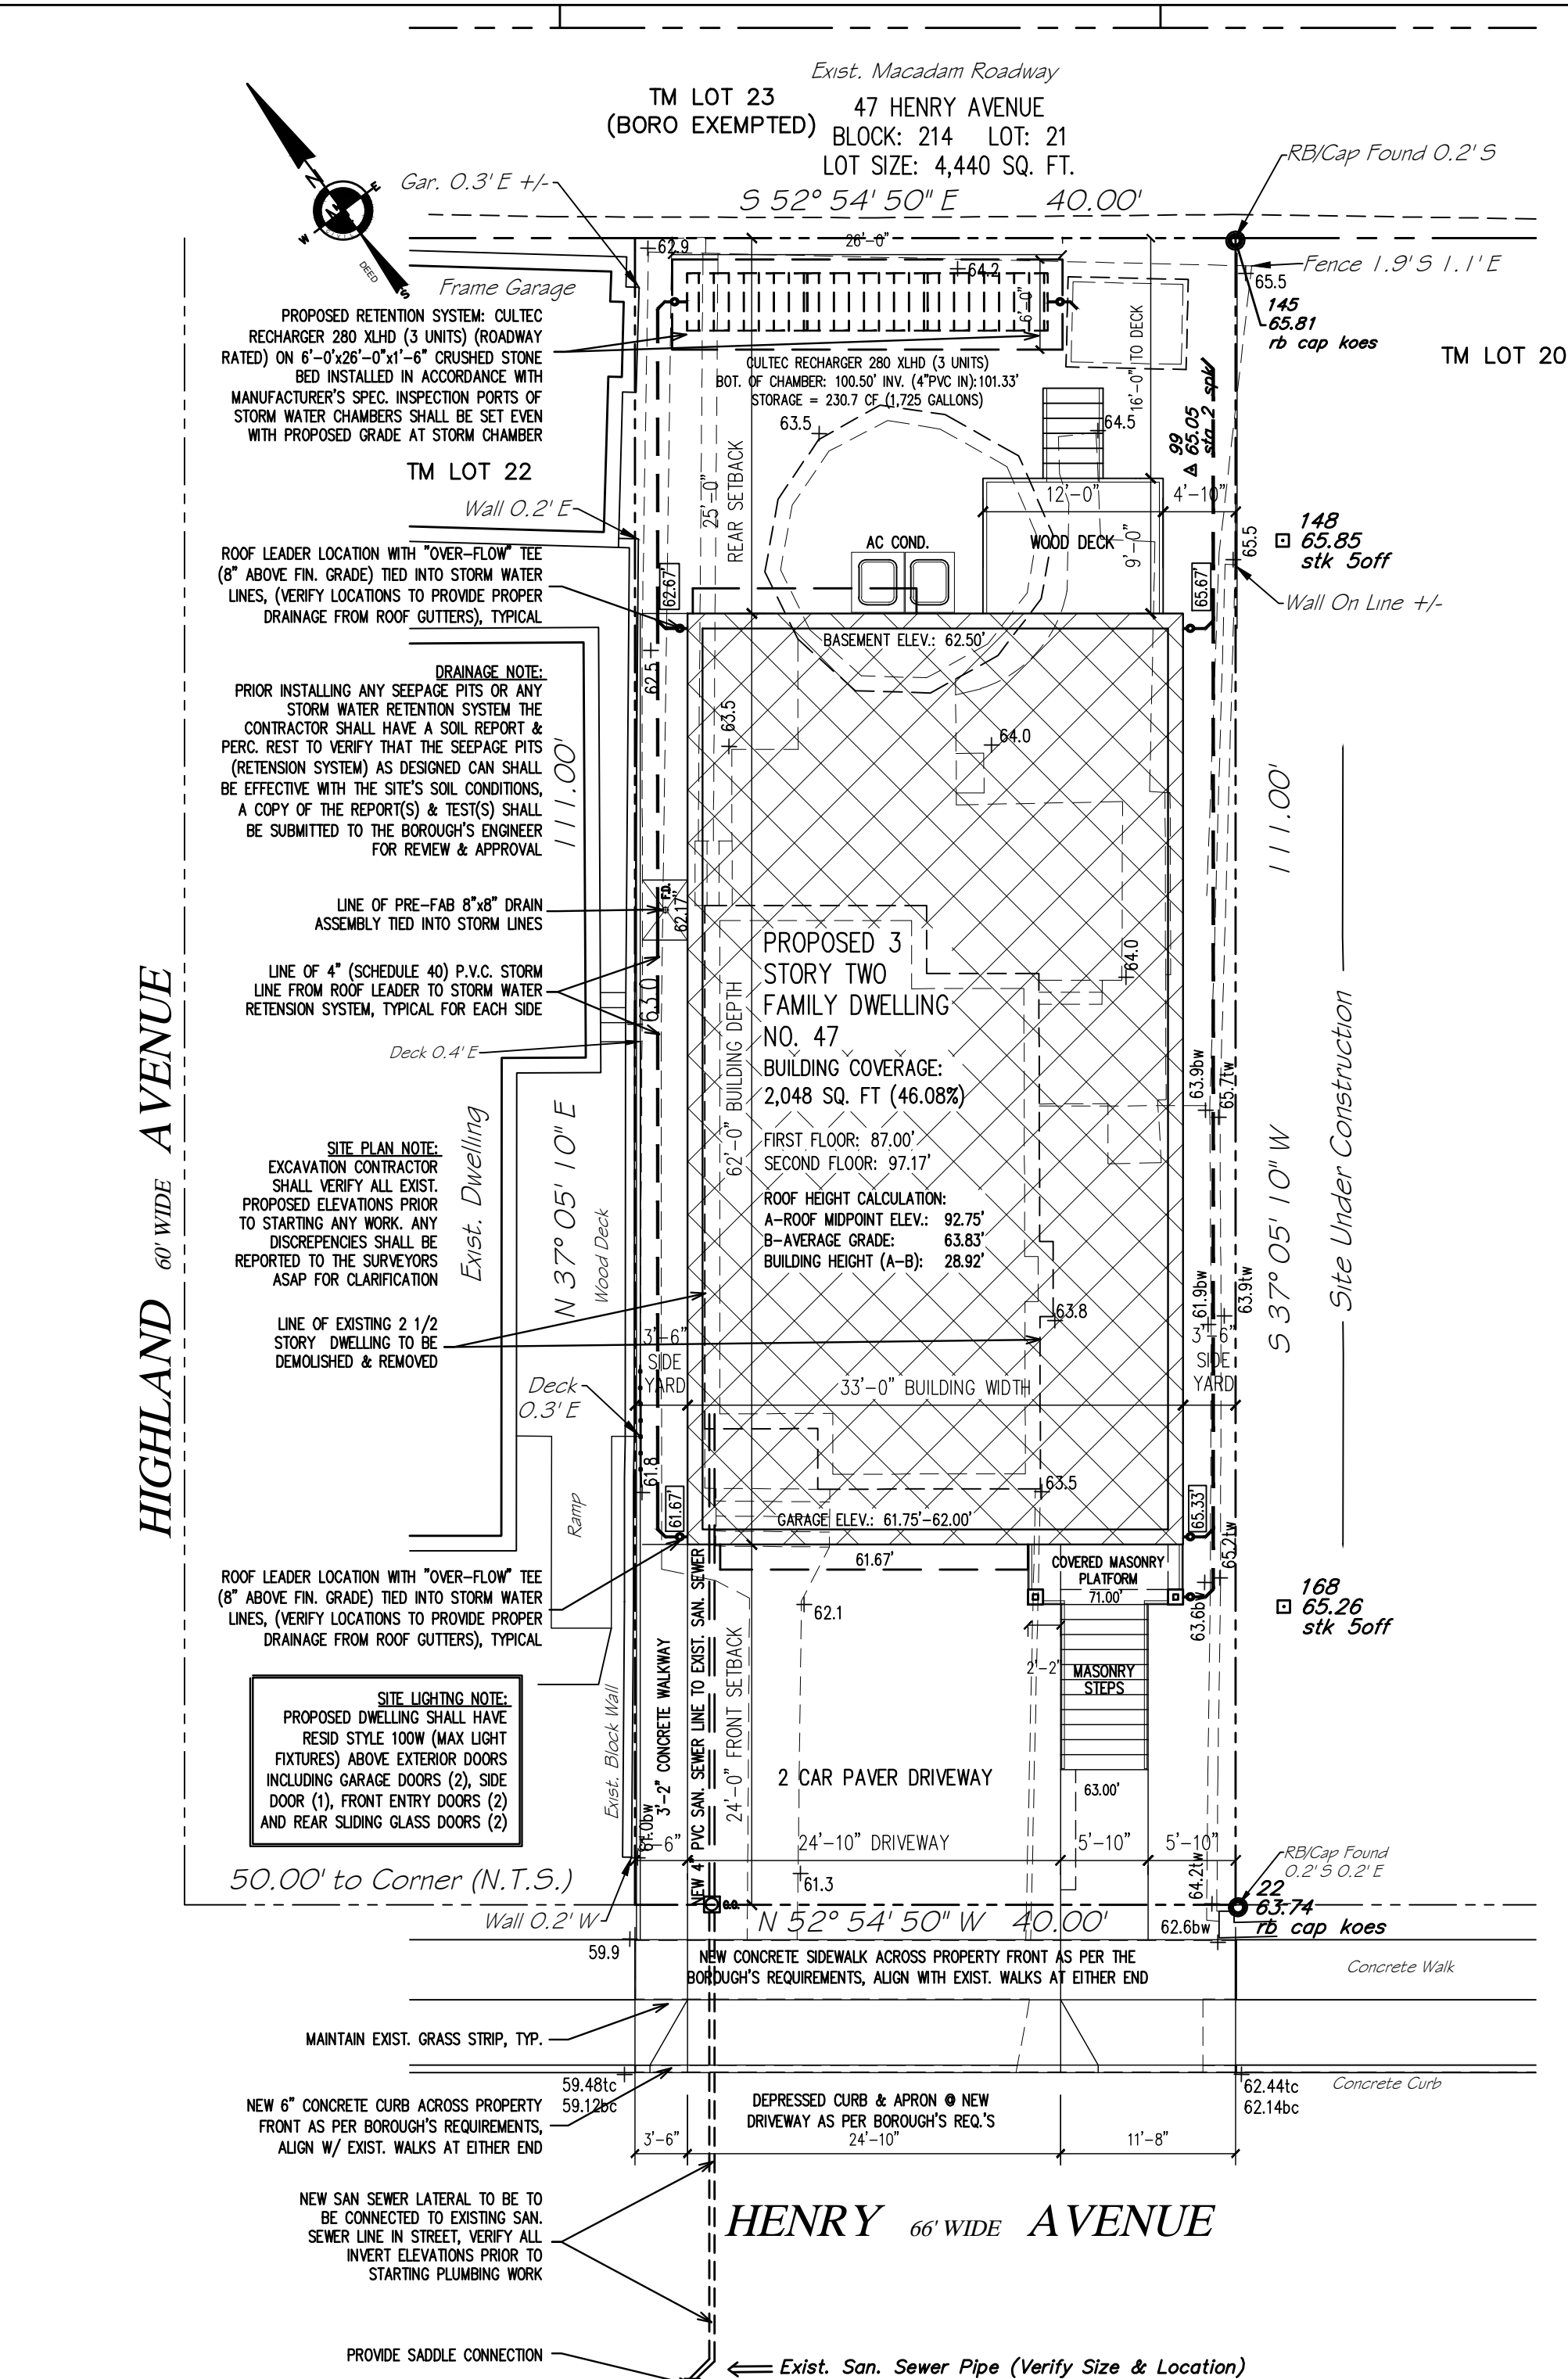 Exist. Macadam Roadway
TM LOT 23
(BORO EXEMPTED)
47 HENRY AVENUE
BLOCK: 214 LOT: 21
LOT SIZE: 4,440 SQ. FT.
S 52° 54' 50" E 40.00'
RB/Cap Found 0.2' S
N
E
W
S
DEED
Gar. 0.3' E +/-
Frame Garage
62.9
26'-0"
64.2
6'-0"
Fence 1.9' S 1.1' E
65.5
145
65.81
rb cap koes
TM LOT 20
PROPOSED RETENTION SYSTEM: CULTEC
RECHARGER 280 XLHD (3 UNITS) (ROADWAY
RATED) ON 6'-0'x26'-0"x1'-6" CRUSHED STONE
BED INSTALLED IN ACCORDANCE WITH
MANUFACTURER'S SPEC. INSPECTION PORTS OF
STORM WATER CHAMBERS SHALL BE SET EVEN
WITH PROPOSED GRADE AT STORM CHAMBER
CULTEC RECHARGER 280 XLHD (3 UNITS)
BOT. OF CHAMBER: 100.50' INV. (4"PVC IN):101.33'
STORAGE = 230.7 CF (1,725 GALLONS)
16'-0" TO DECK
63.5
64.5
99
65.05
sta 2 spk
TM LOT 22
Wall 0.2' E
25'-0"
REAR SETBACK
12'-0"
4'-10"
AC COND.
WOOD DECK
9'-0"
65.5
148
65.85
stk 5off
Wall On Line +/-
ROOF LEADER LOCATION WITH "OVER-FLOW" TEE
(8" ABOVE FIN. GRADE) TIED INTO STORM WATER
LINES, (VERIFY LOCATIONS TO PROVIDE PROPER
DRAINAGE FROM ROOF GUTTERS), TYPICAL
62.67'
65.67'
BASEMENT ELEV.: 62.50'
62.5
63.5
64.0
DRAINAGE NOTE:
PRIOR INSTALLING ANY SEEPAGE PITS OR ANY
STORM WATER RETENTION SYSTEM THE
CONTRACTOR SHALL HAVE A SOIL REPORT &
PERC. REST TO VERIFY THAT THE SEEPAGE PITS
(RETENSION SYSTEM) AS DESIGNED CAN SHALL
BE EFFECTIVE WITH THE SITE'S SOIL CONDITIONS,
A COPY OF THE REPORT(S) & TEST(S) SHALL
BE SUBMITTED TO THE BOROUGH'S ENGINEER
FOR REVIEW & APPROVAL
111.00'
111.00'
LINE OF PRE-FAB 8"x8" DRAIN
ASSEMBLY TIED INTO STORM LINES
F.D.
62.17'
LINE OF 4" (SCHEDULE 40) P.V.C. STORM
LINE FROM ROOF LEADER TO STORM WATER
RETENSION SYSTEM, TYPICAL FOR EACH SIDE
63.0
Deck 0.4' E
62'-0" BUILDING DEPTH
PROPOSED 3
STORY TWO
FAMILY DWELLING
NO. 47
BUILDING COVERAGE:
2,048 SQ. FT (46.08%)
FIRST FLOOR: 87.00'
SECOND FLOOR: 97.17'
ROOF HEIGHT CALCULATION:
A-ROOF MIDPOINT ELEV.: 92.75'
B-AVERAGE GRADE: 63.83'
BUILDING HEIGHT (A-B): 28.92'
64.0
63.9bw
65.7tw
HIGHLAND 60' WIDE AVENUE
Exist. Dwelling
N 37° 05' 10" E
Wood Deck
S 37° 05' 10" W
Site Under Construction
SITE PLAN NOTE:
EXCAVATION CONTRACTOR
SHALL VERIFY ALL EXIST.
PROPOSED ELEVATIONS PRIOR
TO STARTING ANY WORK. ANY
DISCREPENCIES SHALL BE
REPORTED TO THE SURVEYORS
ASAP FOR CLARIFICATION
61.9bw
63.9tw
63.8
LINE OF EXISTING 2 1/2
STORY DWELLING TO BE
DEMOLISHED & REMOVED
3'-6"
SIDE
YARD
3'-6"
SIDE
YARD
33'-0" BUILDING WIDTH
Deck
0.3' E
61.8
63.5
61.67'
65.33'
GARAGE ELEV.: 61.75'-62.00'
Ramp
61.67'
COVERED MASONRY
PLATFORM
71.00'
65.2tw
63.6bw
62.1
168
65.26
stk 5off
ROOF LEADER LOCATION WITH "OVER-FLOW" TEE
(8" ABOVE FIN. GRADE) TIED INTO STORM WATER
LINES, (VERIFY LOCATIONS TO PROVIDE PROPER
DRAINAGE FROM ROOF GUTTERS), TYPICAL
2'-2"
MASONRY
STEPS
3'-2" CONCRETE WALKWAY
NEW 4" PVC SAN. SEWER LINE TO EXIST. SAN. SEWER
24'-0" FRONT SETBACK
Exist. Block Wall
SITE LIGHTNG NOTE:
PROPOSED DWELLING SHALL HAVE
RESID STYLE 100W (MAX LIGHT
FIXTURES) ABOVE EXTERIOR DOORS
INCLUDING GARAGE DOORS (2), SIDE
DOOR (1), FRONT ENTRY DOORS (2)
AND REAR SLIDING GLASS DOORS (2)
2 CAR PAVER DRIVEWAY
63.00'
61.0bw
24'-10" DRIVEWAY
5'-10"
5'-10"
50.00' to Corner (N.T.S.)
61.3
64.2tw
RB/Cap Found
0.2' S 0.2' E
22
63.74
rb cap koes
Wall 0.2' W
C.O.
N 52° 54' 50" W 40.00'
62.6bw
59.9
NEW CONCRETE SIDEWALK ACROSS PROPERTY FRONT AS PER THE
BOROUGH'S REQUIREMENTS, ALIGN WITH EXIST. WALKS AT EITHER END
Concrete Walk
MAINTAIN EXIST. GRASS STRIP, TYP.
59.48tc
59.12bc
62.44tc
62.14bc
Concrete Curb
NEW 6" CONCRETE CURB ACROSS PROPERTY
FRONT AS PER BOROUGH'S REQUIREMENTS,
ALIGN W/ EXIST. WALKS AT EITHER END
DEPRESSED CURB & APRON @ NEW
DRIVEWAY AS PER BOROUGH'S REQ.'S
3'-6"
24'-10"
11'-8"
NEW SAN SEWER LATERAL TO BE TO
BE CONNECTED TO EXISTING SAN.
SEWER LINE IN STREET, VERIFY ALL
INVERT ELEVATIONS PRIOR TO
STARTING PLUMBING WORK
HENRY 66' WIDE AVENUE
PROVIDE SADDLE CONNECTION
Exist. San. Sewer Pipe (Verify Size & Location)